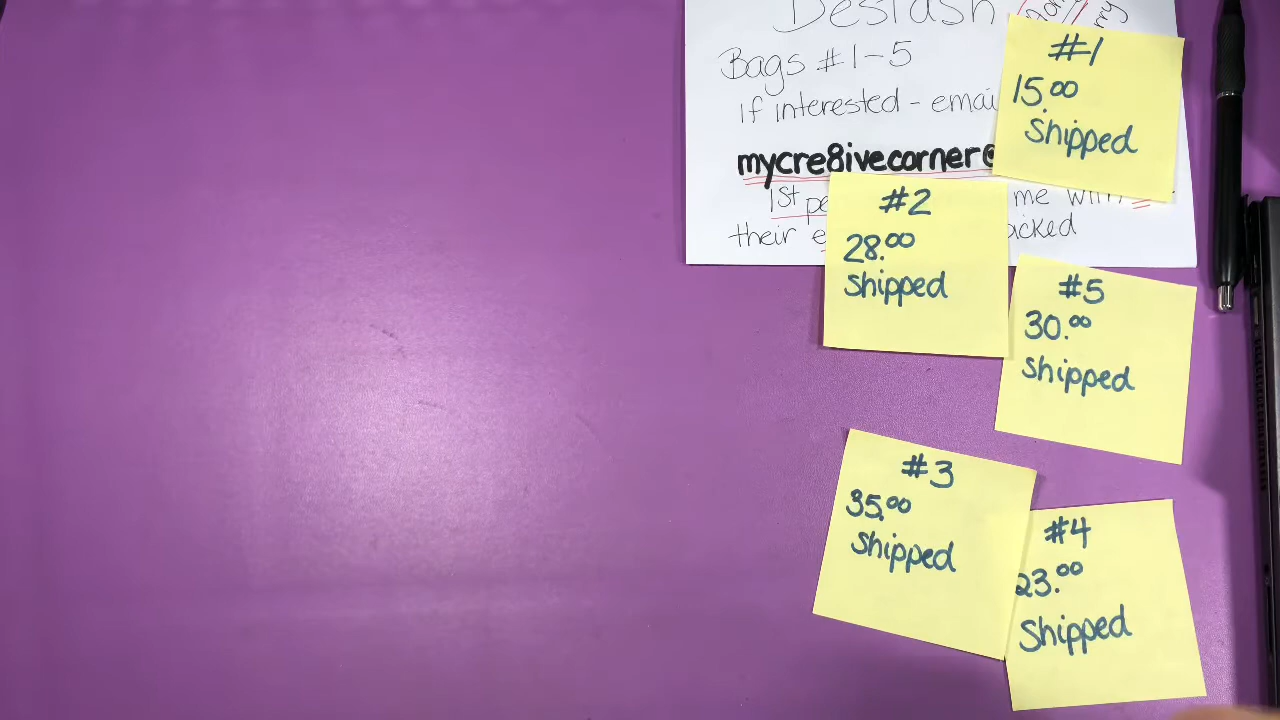 Destash
Bags #1-5
if interested - emai
mycre8ivecorner@
1st pe
me with
their e
acked
#1
15.00
Shipped
#2
28.00
Shipped
#5
30.00
Shipped
#3
35.00
Shipped
#4
23.00
Shipped